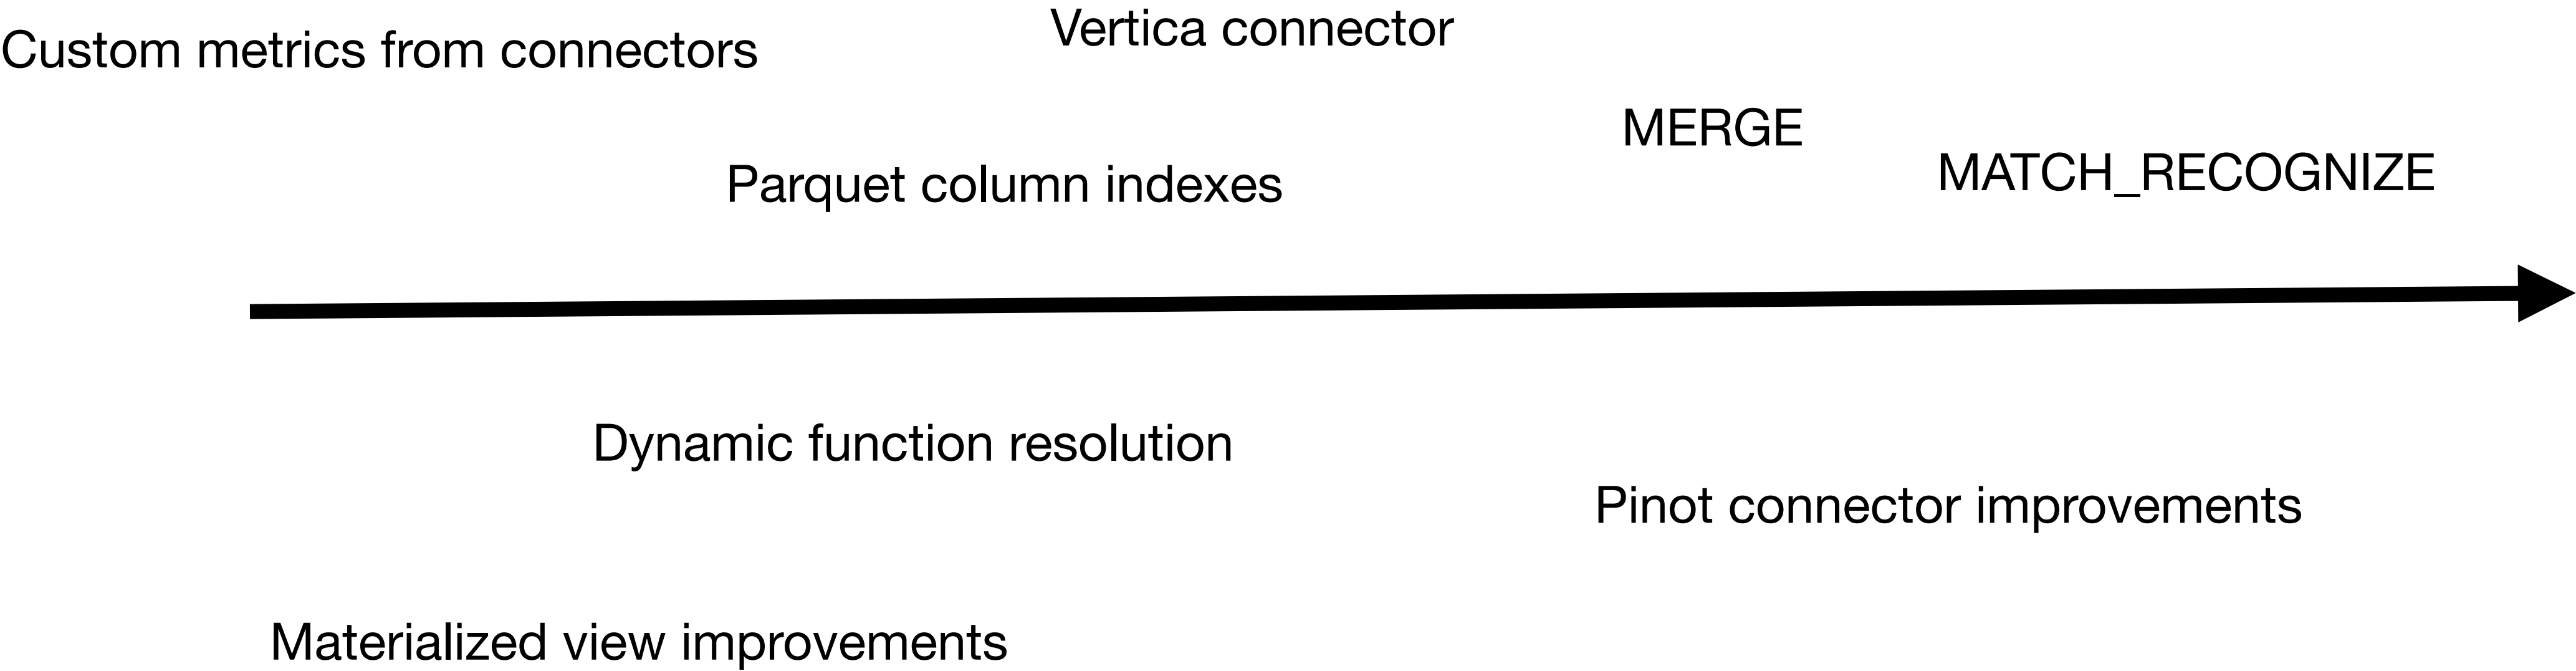 Custom metrics from connectors
Vertica connector
MERGE
MATCH_RECOGNIZE
Parquet column indexes
Dynamic function resolution
Pinot connector improvements
Materialized view improvements